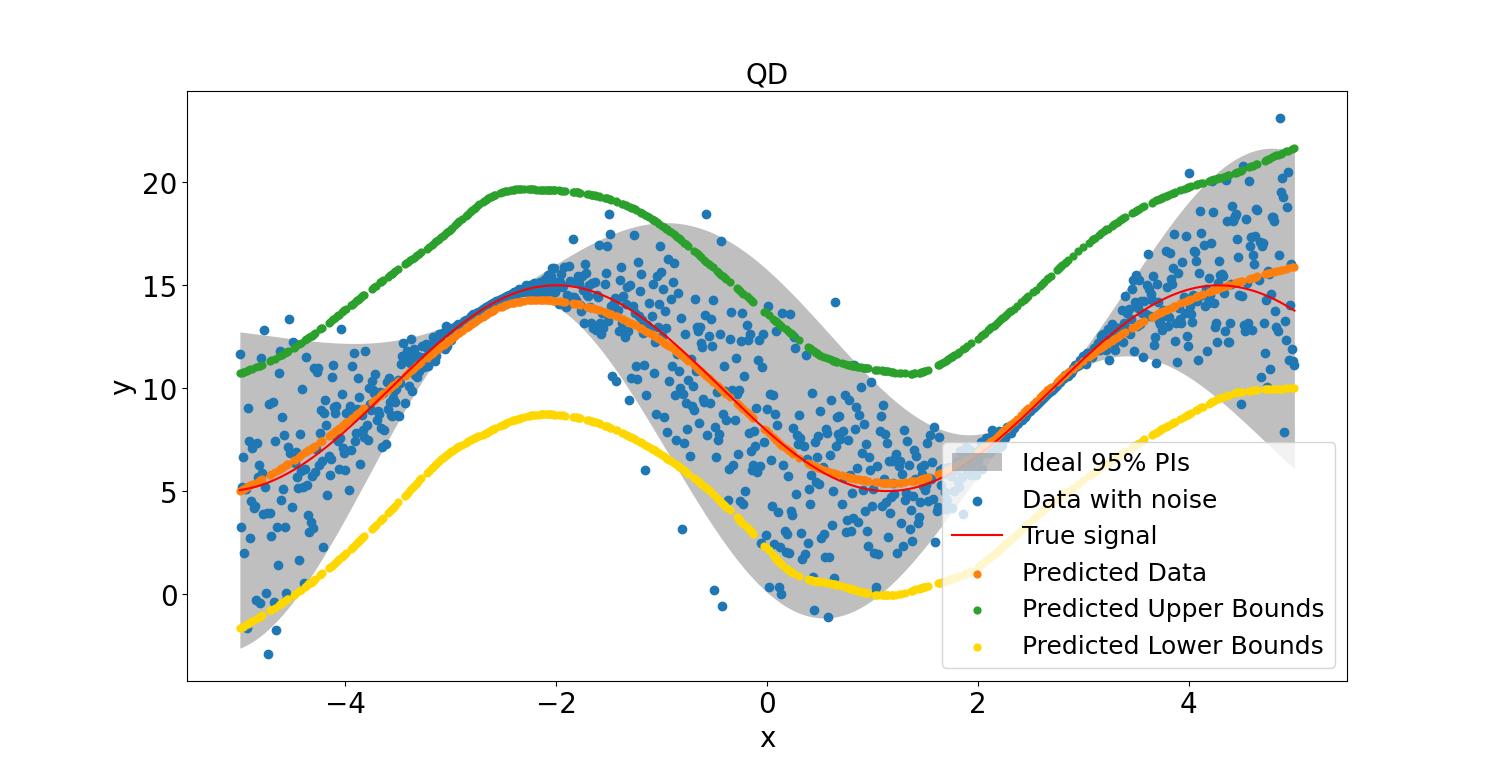 QD
20
15
10
5
0
y
−4
−2
0
2
4
x
Ideal 95% PIs
Data with noise
True signal
Predicted Data
Predicted Upper Bounds
Predicted Lower Bounds